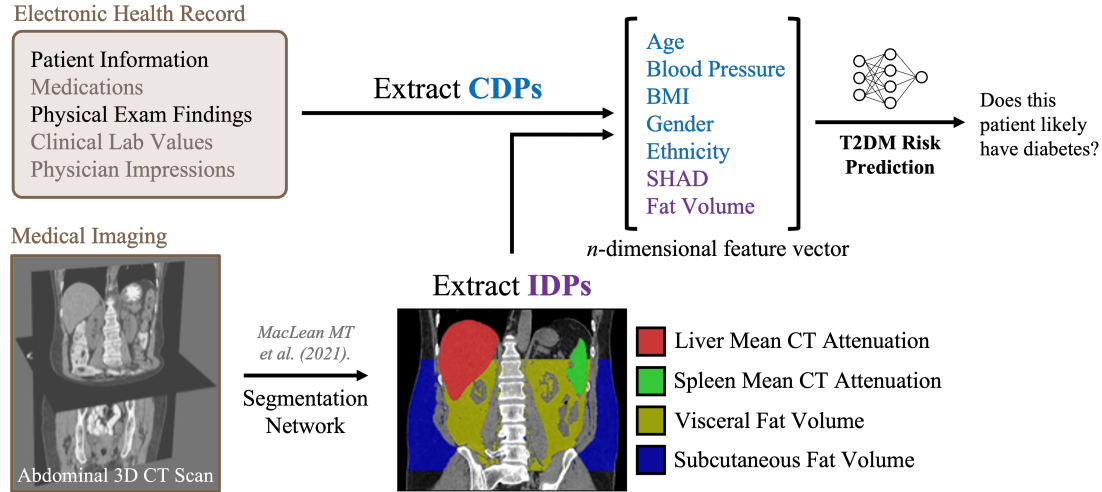 Electronic Health Record
Patient Information
Medications
Physical Exam Findings
Clinical Lab Values
Physician Impressions
Extract CDPs
Age
Blood Pressure
BMI
Gender
Ethnicity
SHAD
Fat Volume
n-dimensional feature vector
T2DM Risk
Prediction
Does this
patient likely
have diabetes?
Medical Imaging
Abdominal 3D CT Scan
MacLean MT
et al. (2021).
Segmentation
Network
Extract IDPs
Liver Mean CT Attenuation
Spleen Mean CT Attenuation
Visceral Fat Volume
Subcutaneous Fat Volume